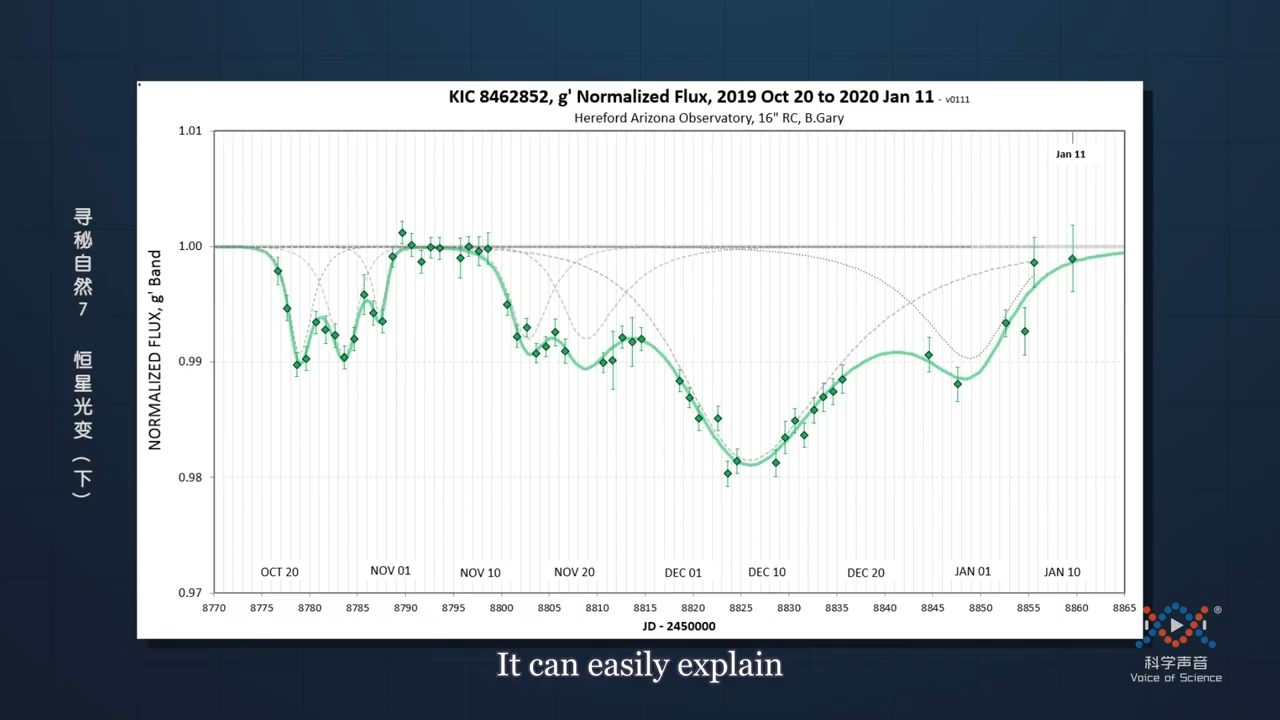 KIC 8462852, g' Normalized Flux, 2019 Oct 20 to 2020 Jan 11 - v0111
Hereford Arizona Observatory, 16" RC, B.Gary
Jan 11
1.01
1.00
0.99
0.98
0.97
NORMALIZED FLUX, g' Band
OCT 20 NOV 01 NOV 10 NOV 20 DEC 01 DEC 10 DEC 20 JAN 01 JAN 10
8770 8775 8780 8785 8790 8795 8800 8805 8810 8815 8820 8825 8830 8835 8840 8845 8850 8855 8860 8865
JD - 2450000
寻秘自然7 恒星光变（下）
It can easily explain
®
科学声音
Voice of Science